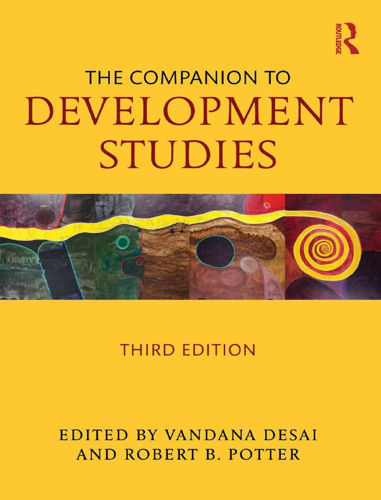 ROUTLEDGE
THE COMPANION TO
DEVELOPMENT
STUDIES
THIRD EDITION
EDITED BY VANDANA DESAI
AND ROBERT B. POTTER